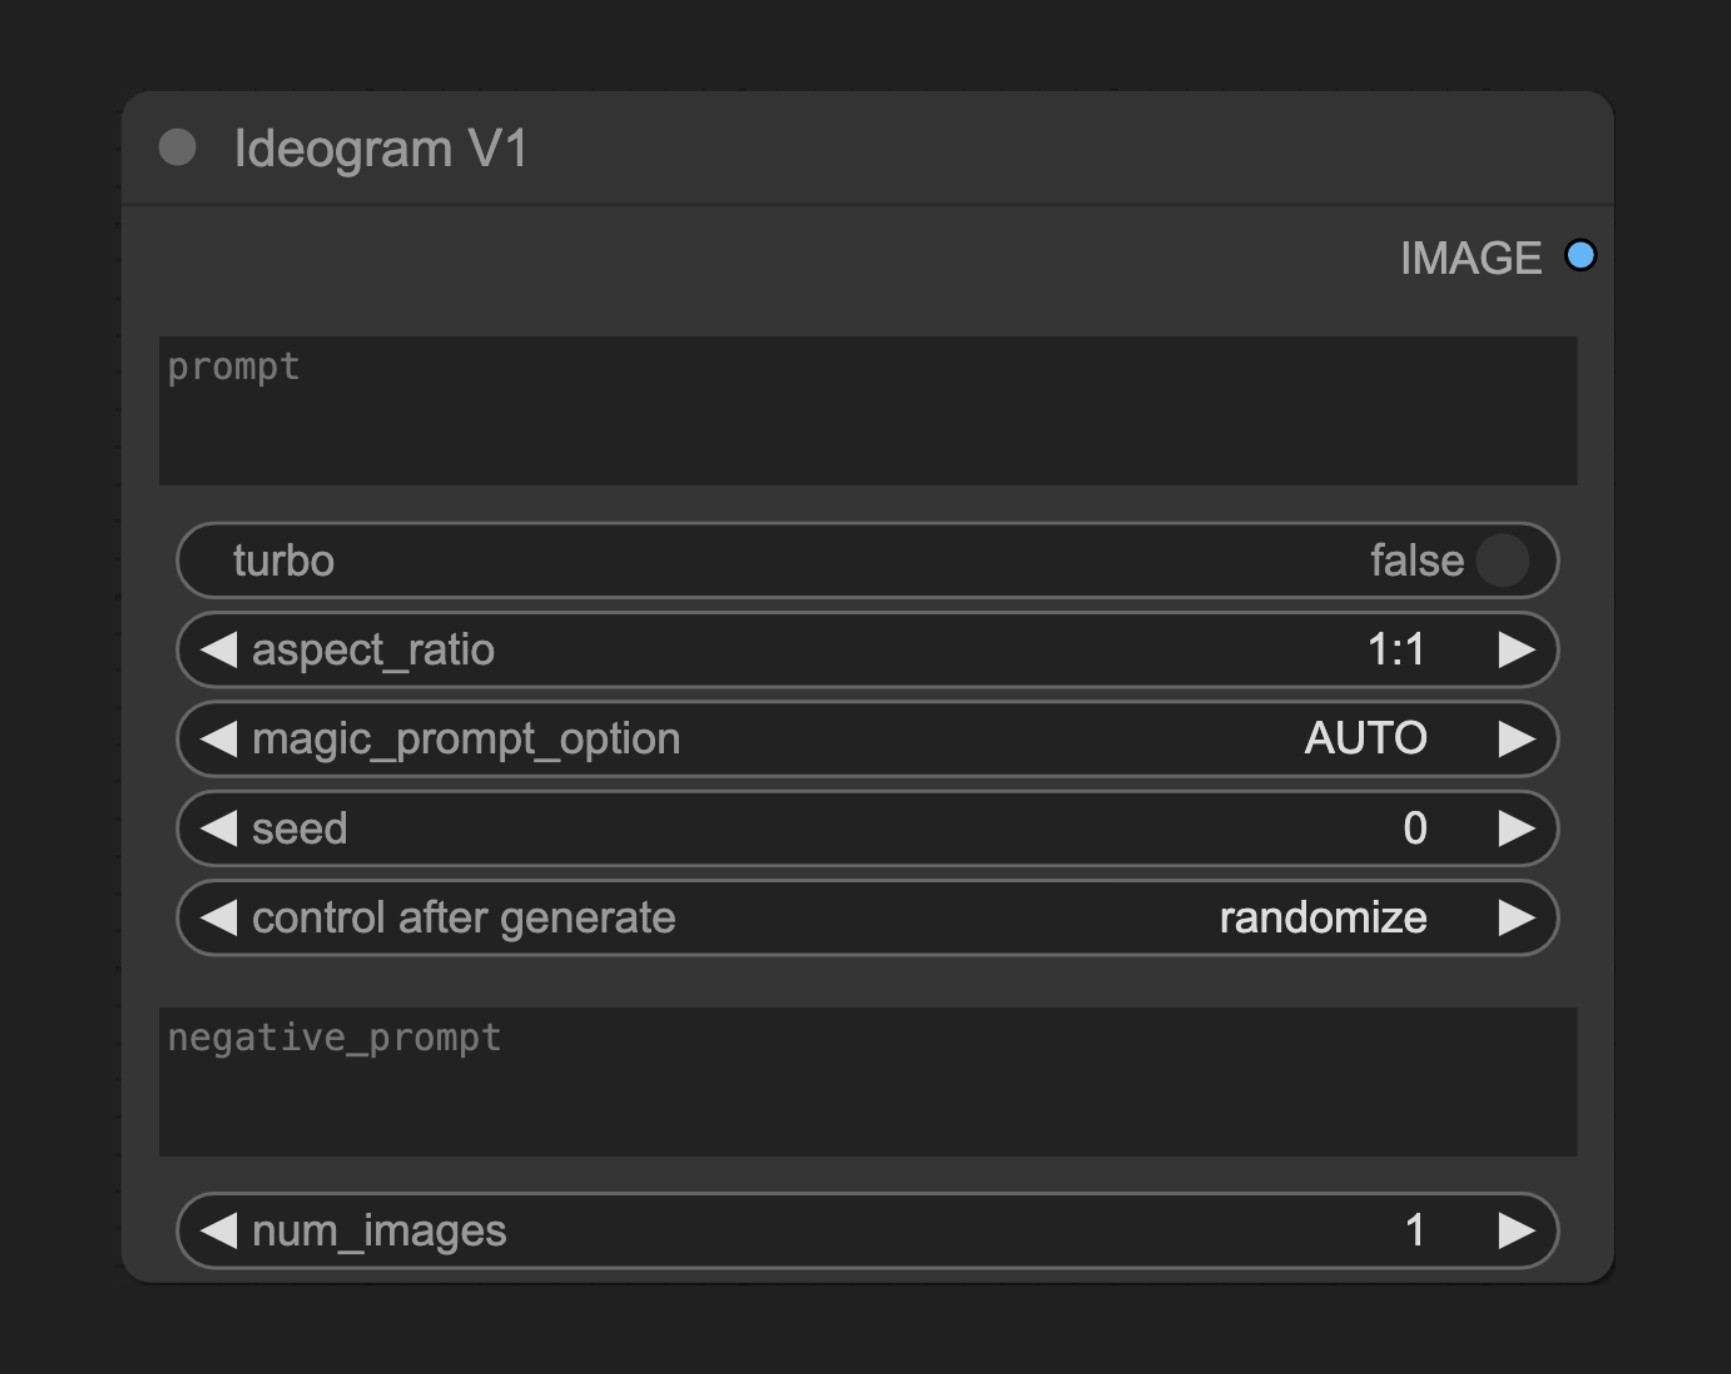 Ideogram V1
IMAGE
prompt
turbo false
aspect_ratio 1:1
magic_prompt_option AUTO
seed 0
control after generate randomize
negative_prompt
num_images 1